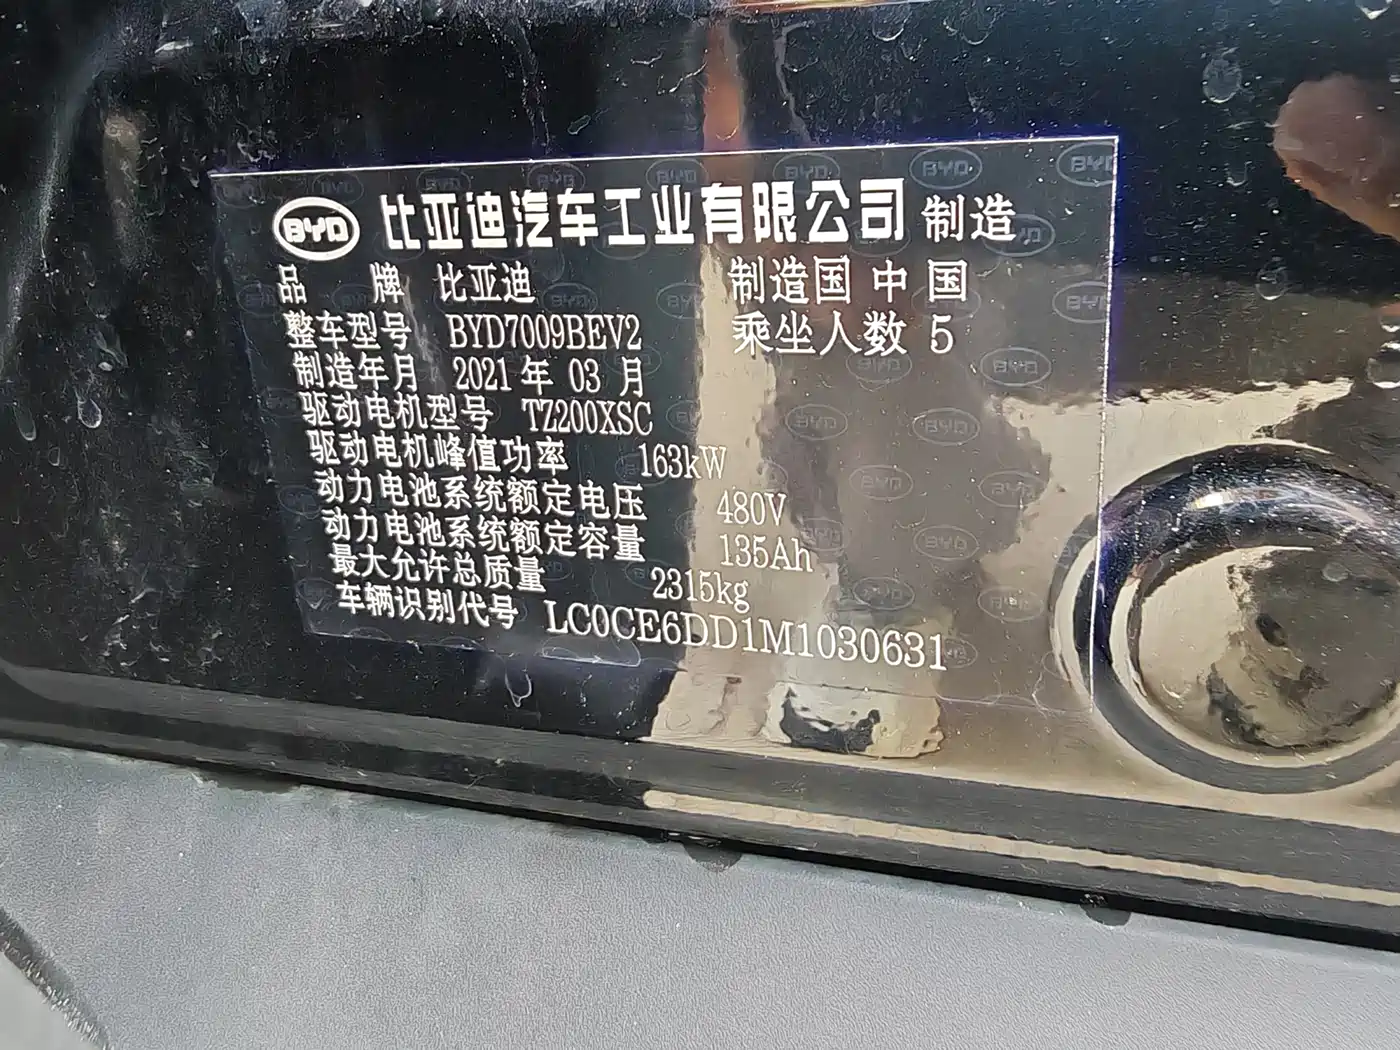 BYD 比亚迪汽车工业有限公司 制造
品 牌 比亚迪 制造国 中 国
整车型号 BYD7009BEV2 乘坐人数 5
制造年月 2021 年 03 月
驱动电机型号 TZ200XSC
驱动电机峰值功率 163kW
动力电池系统额定电压 480V
动力电池系统额定容量 135Ah
最大允许总质量 2315kg
车辆识别代号 LC0CE6DD1M1030631